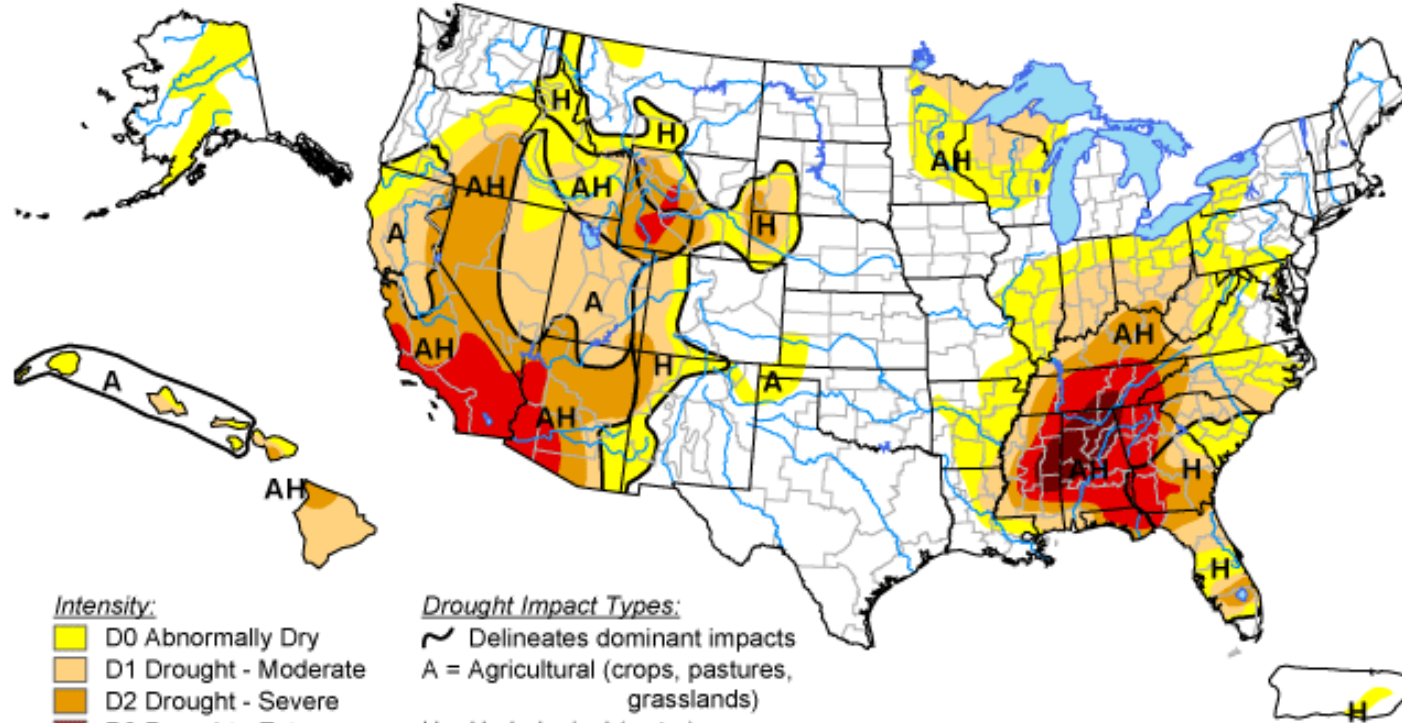 H
H
AH
AH
AH
H
A
A
AH
H
A
AH
A
AH
AH
H
AH
H
H
Intensity:
D0 Abnormally Dry
D1 Drought - Moderate
D2 Drought - Severe
Drought Impact Types:
Delineates dominant impacts
A = Agricultural (crops, pastures,
grasslands)